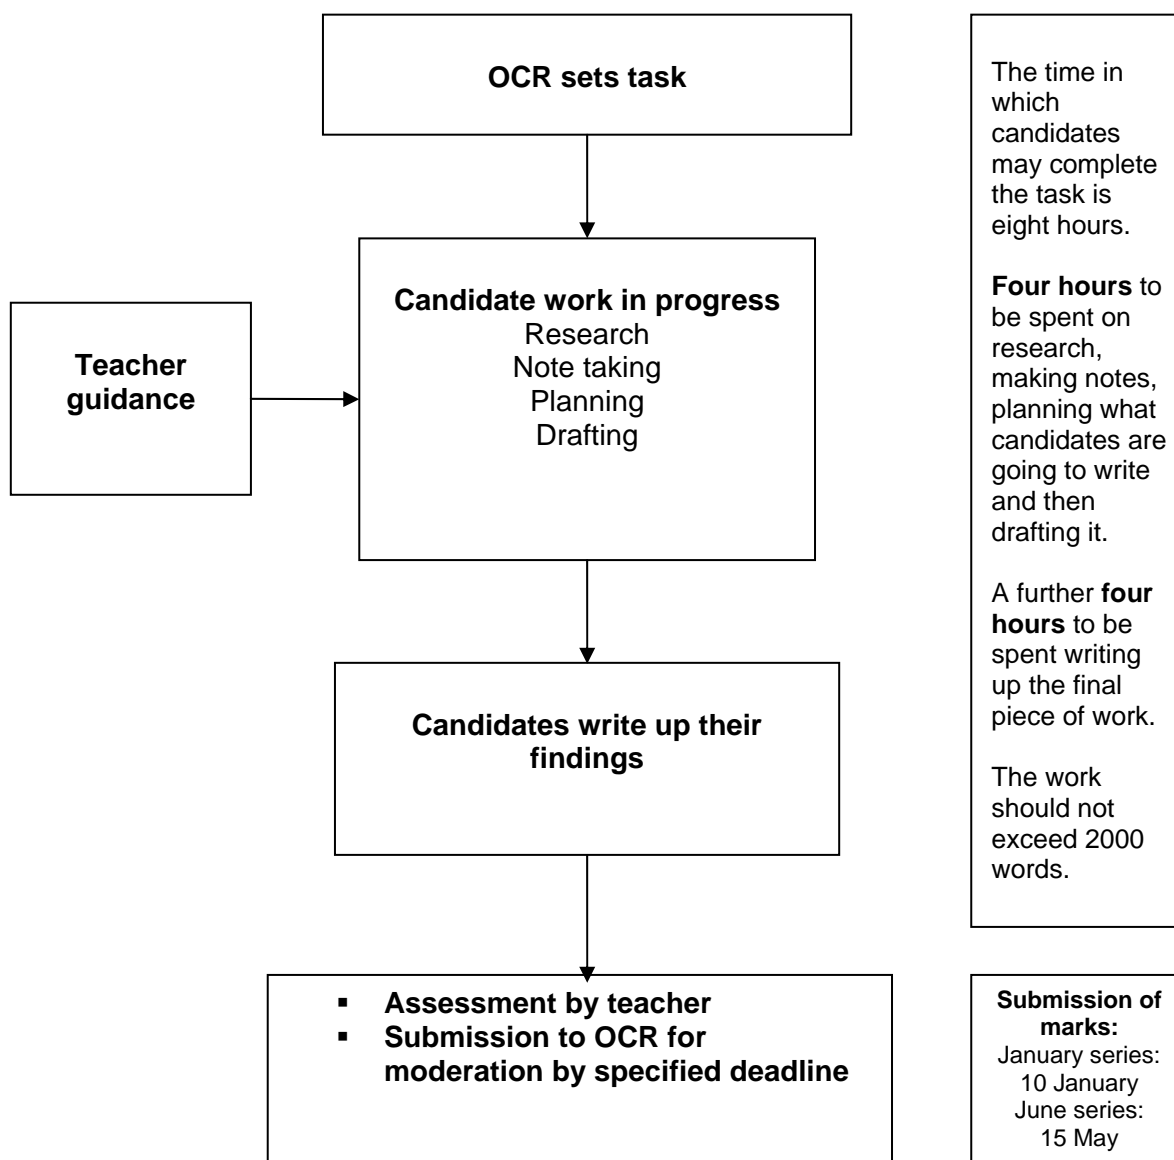 OCR sets task
Candidate work in progress
Research
Note taking
Planning
Drafting
Teacher
guidance
Candidates write up their
findings
▪ Assessment by teacher
▪ Submission to OCR for
moderation by specified deadline
The time in
which
candidates
may complete
the task is
eight hours.
Four hours to
be spent on
research,
making notes,
planning what
candidates are
going to write
and then
drafting it.
A further four
hours to be
spent writing
up the final
piece of work.
The work
should not
exceed 2000
words.
Submission of
marks:
January series:
10 January
June series:
15 May